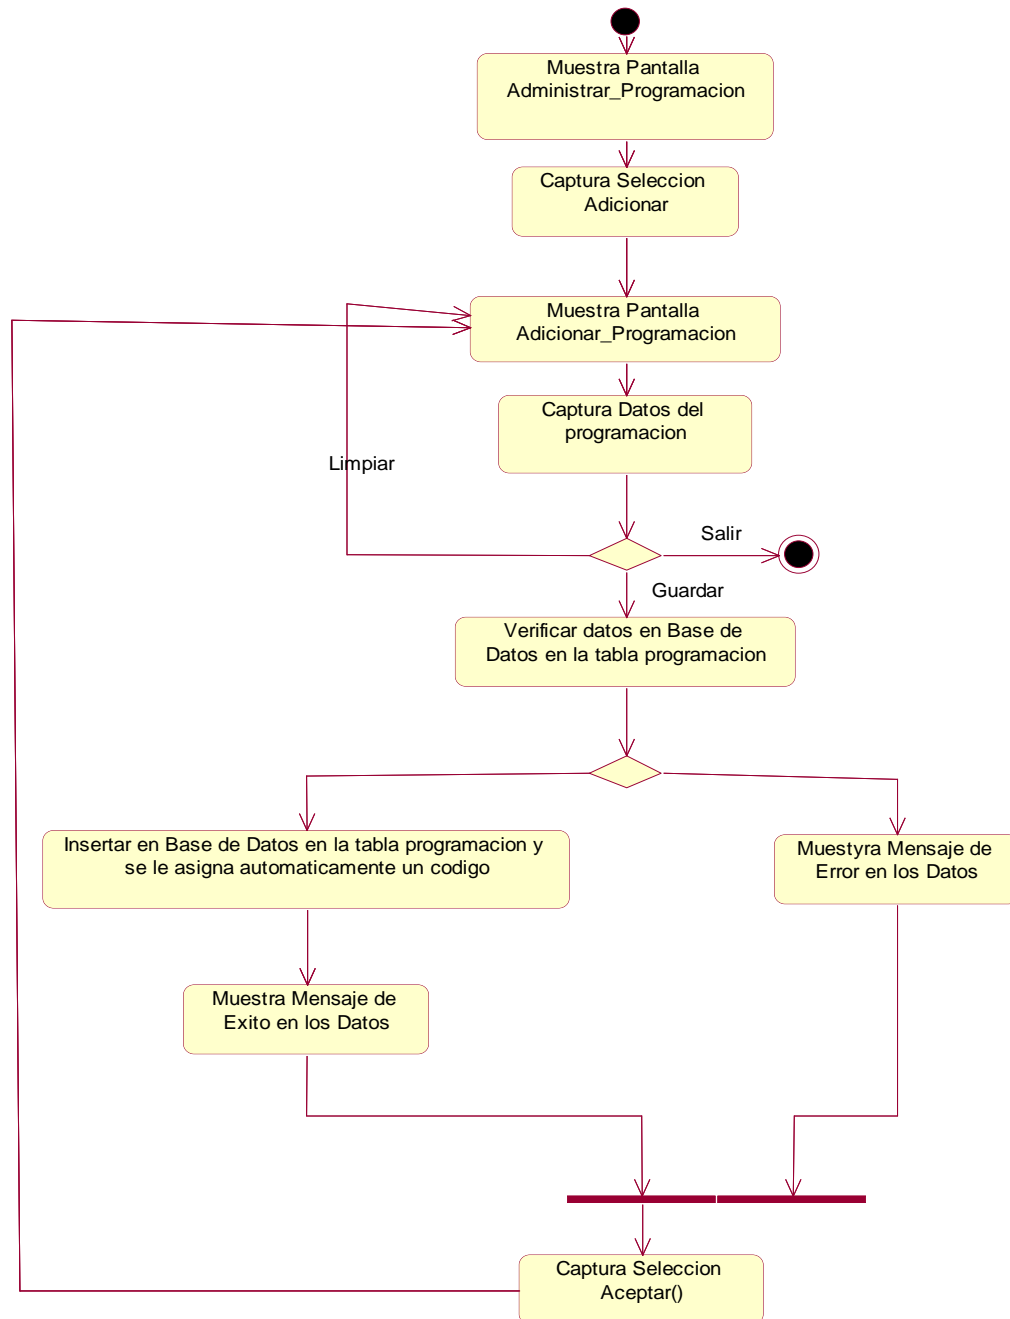 Muestra Pantalla
Administrar_Programacion
Captura Seleccion
Adicionar
Muestra Pantalla
Adicionar_Programacion
Captura Datos del
programacion
Limpiar
Salir
Guardar
Verificar datos en Base de
Datos en la tabla programacion
Insertar en Base de Datos en la tabla programacion y
se le asigna automaticamente un codigo
Muestyra Mensaje de
Error en los Datos
Muestra Mensaje de
Exito en los Datos
Captura Seleccion
Aceptar()